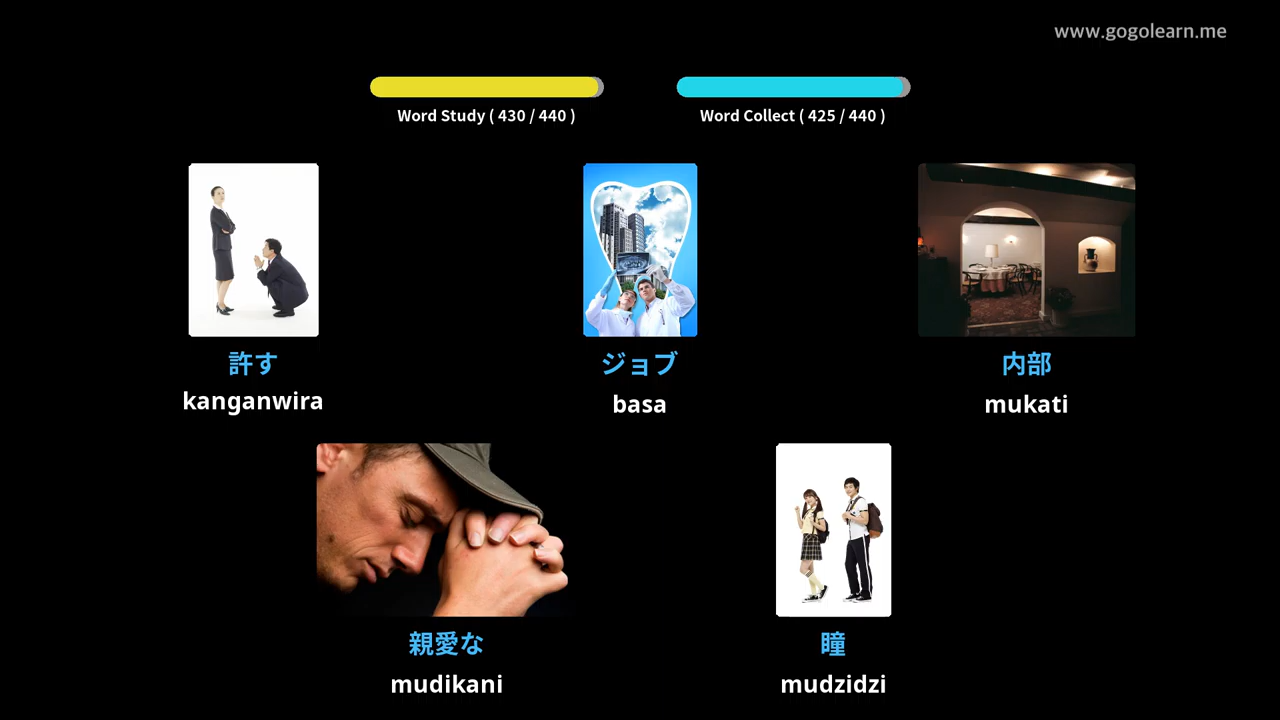 www.gogolearn.me
Word Study ( 430 / 440 )
Word Collect ( 425 / 440 )
許す
kanganwira
ジョブ
basa
内部
mukati
親愛な
mudikani
瞳
mudzidzi